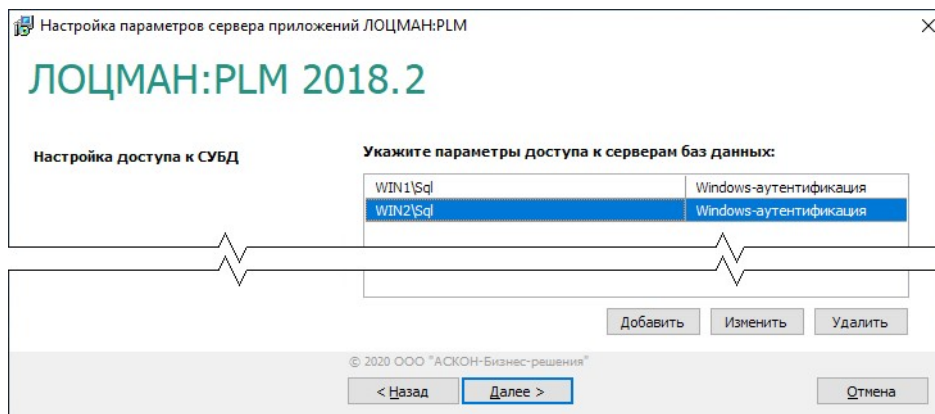 Настройка параметров сервера приложений ЛОЦМАН:PLM
ЛОЦМАН:PLM 2018.2
Настройка доступа к СУБД
Укажите параметры доступа к серверам баз данных:
WIN1\Sql Windows-аутентификация
WIN2\Sql Windows-аутентификация
Добавить Изменить Удалить
© 2020 ООО "АСКОН-Бизнес-решения"
< Назад Далее > Отмена